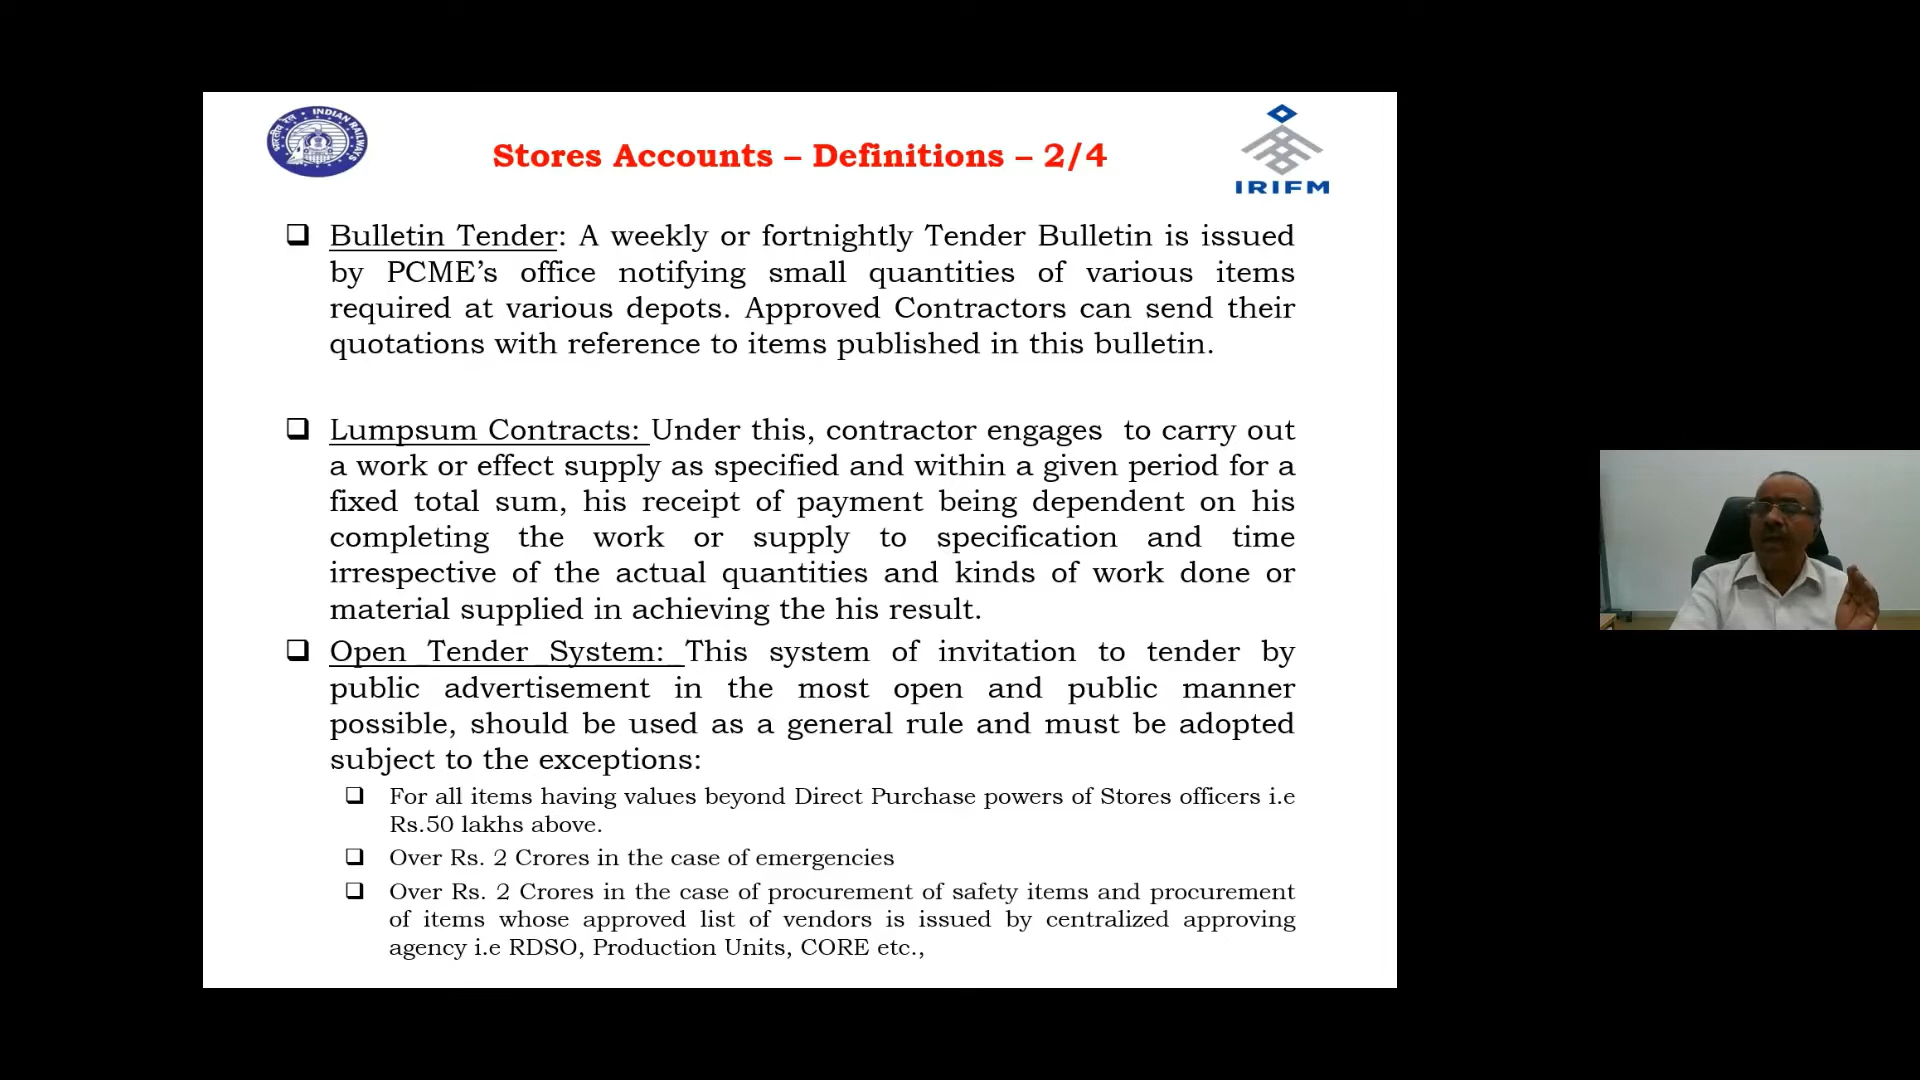 भारतीय रेल • INDIAN RAILWAYS
Stores Accounts – Definitions – 2/4
IRIFM
❑ Bulletin Tender: A weekly or fortnightly Tender Bulletin is issued
by PCME’s office notifying small quantities of various items
required at various depots. Approved Contractors can send their
quotations with reference to items published in this bulletin.
❑ Lumpsum Contracts: Under this, contractor engages to carry out
a work or effect supply as specified and within a given period for a
fixed total sum, his receipt of payment being dependent on his
completing the work or supply to specification and time
irrespective of the actual quantities and kinds of work done or
material supplied in achieving the his result.
❑ Open Tender System: This system of invitation to tender by
public advertisement in the most open and public manner
possible, should be used as a general rule and must be adopted
subject to the exceptions:
❑ For all items having values beyond Direct Purchase powers of Stores officers i.e
Rs.50 lakhs above.
❑ Over Rs. 2 Crores in the case of emergencies
❑ Over Rs. 2 Crores in the case of procurement of safety items and procurement
of items whose approved list of vendors is issued by centralized approving
agency i.e RDSO, Production Units, CORE etc.,